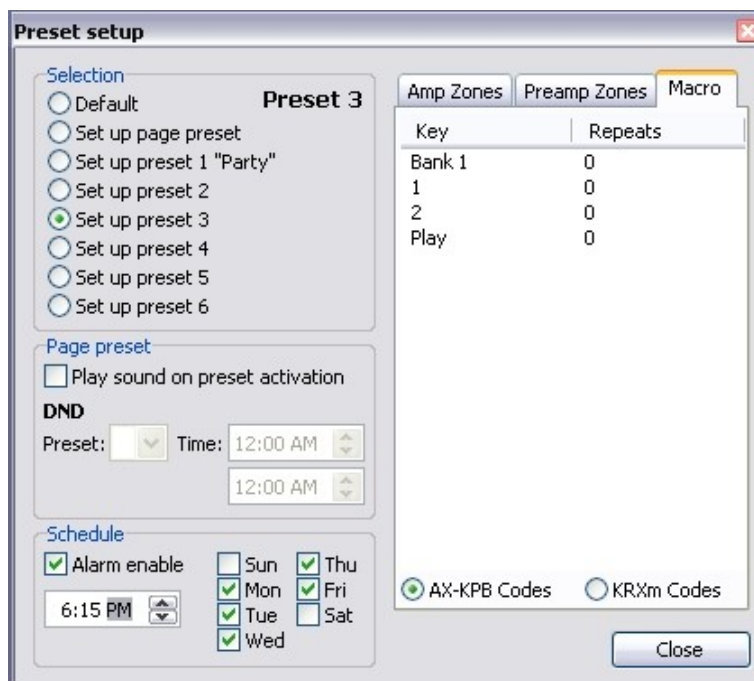 Preset setup
Selection
Preset 3
Default
Set up page preset
Set up preset 1 "Party"
Set up preset 2
Set up preset 3
Set up preset 4
Set up preset 5
Set up preset 6
Page preset
Play sound on preset activation
DND
Preset: Time: 12:00 AM
12:00 AM
Schedule
Alarm enable
6:15 PM
Sun Thu
Mon Fri
Tue Sat
Wed
Amp Zones Preamp Zones Macro
Key Repeats
Bank 1 0
1 0
2 0
Play 0
AX-KPB Codes KRXm Codes
Close